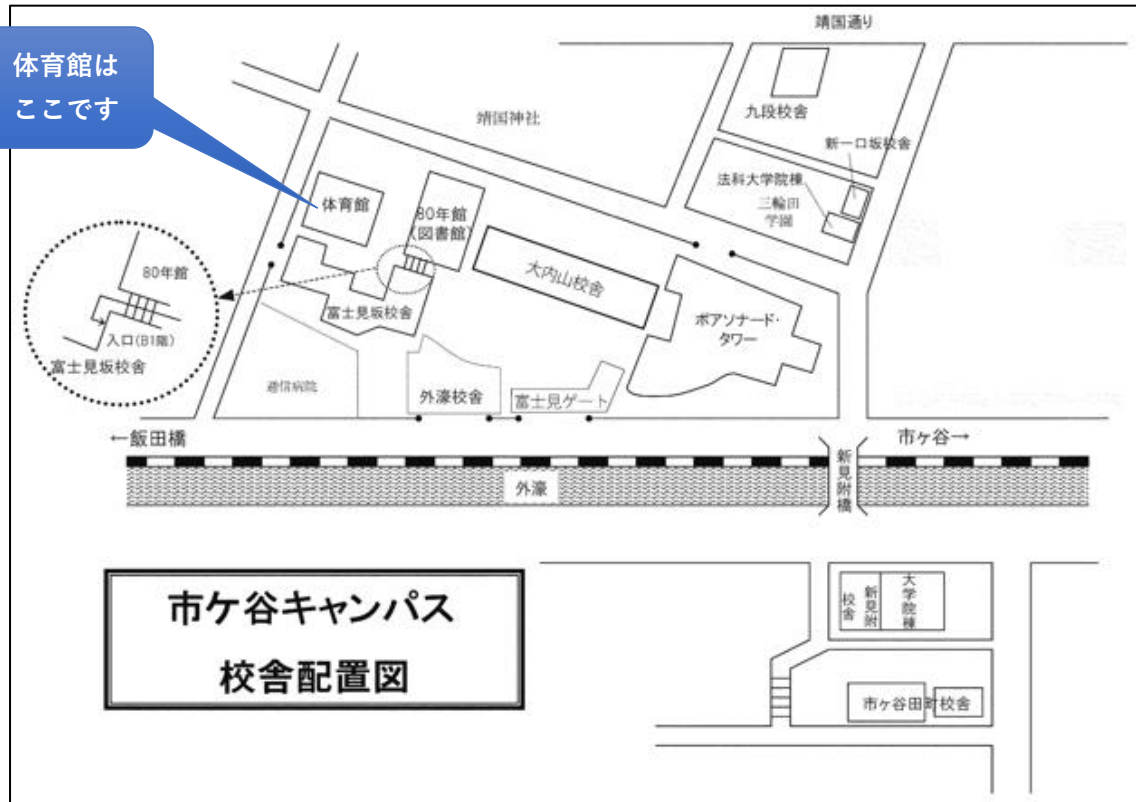 体育館は
ここです
靖国通り
靖国神社
九段校舎
新一口坂校舎
法科大学院棟
三輪田
学園
体育館
80年館
(図書館)
大内山校舎
ボアソナード・
タワー
富士見坂校舎
80年館
入口(B1階)
富士見坂校舎
逓信病院
外濠校舎
富士見ゲート
←飯田橋
市ヶ谷→
新見附橋
外濠
市ケ谷キャンパス
校舎配置図
新見附
校舎
大学院棟
市ヶ谷田町校舎